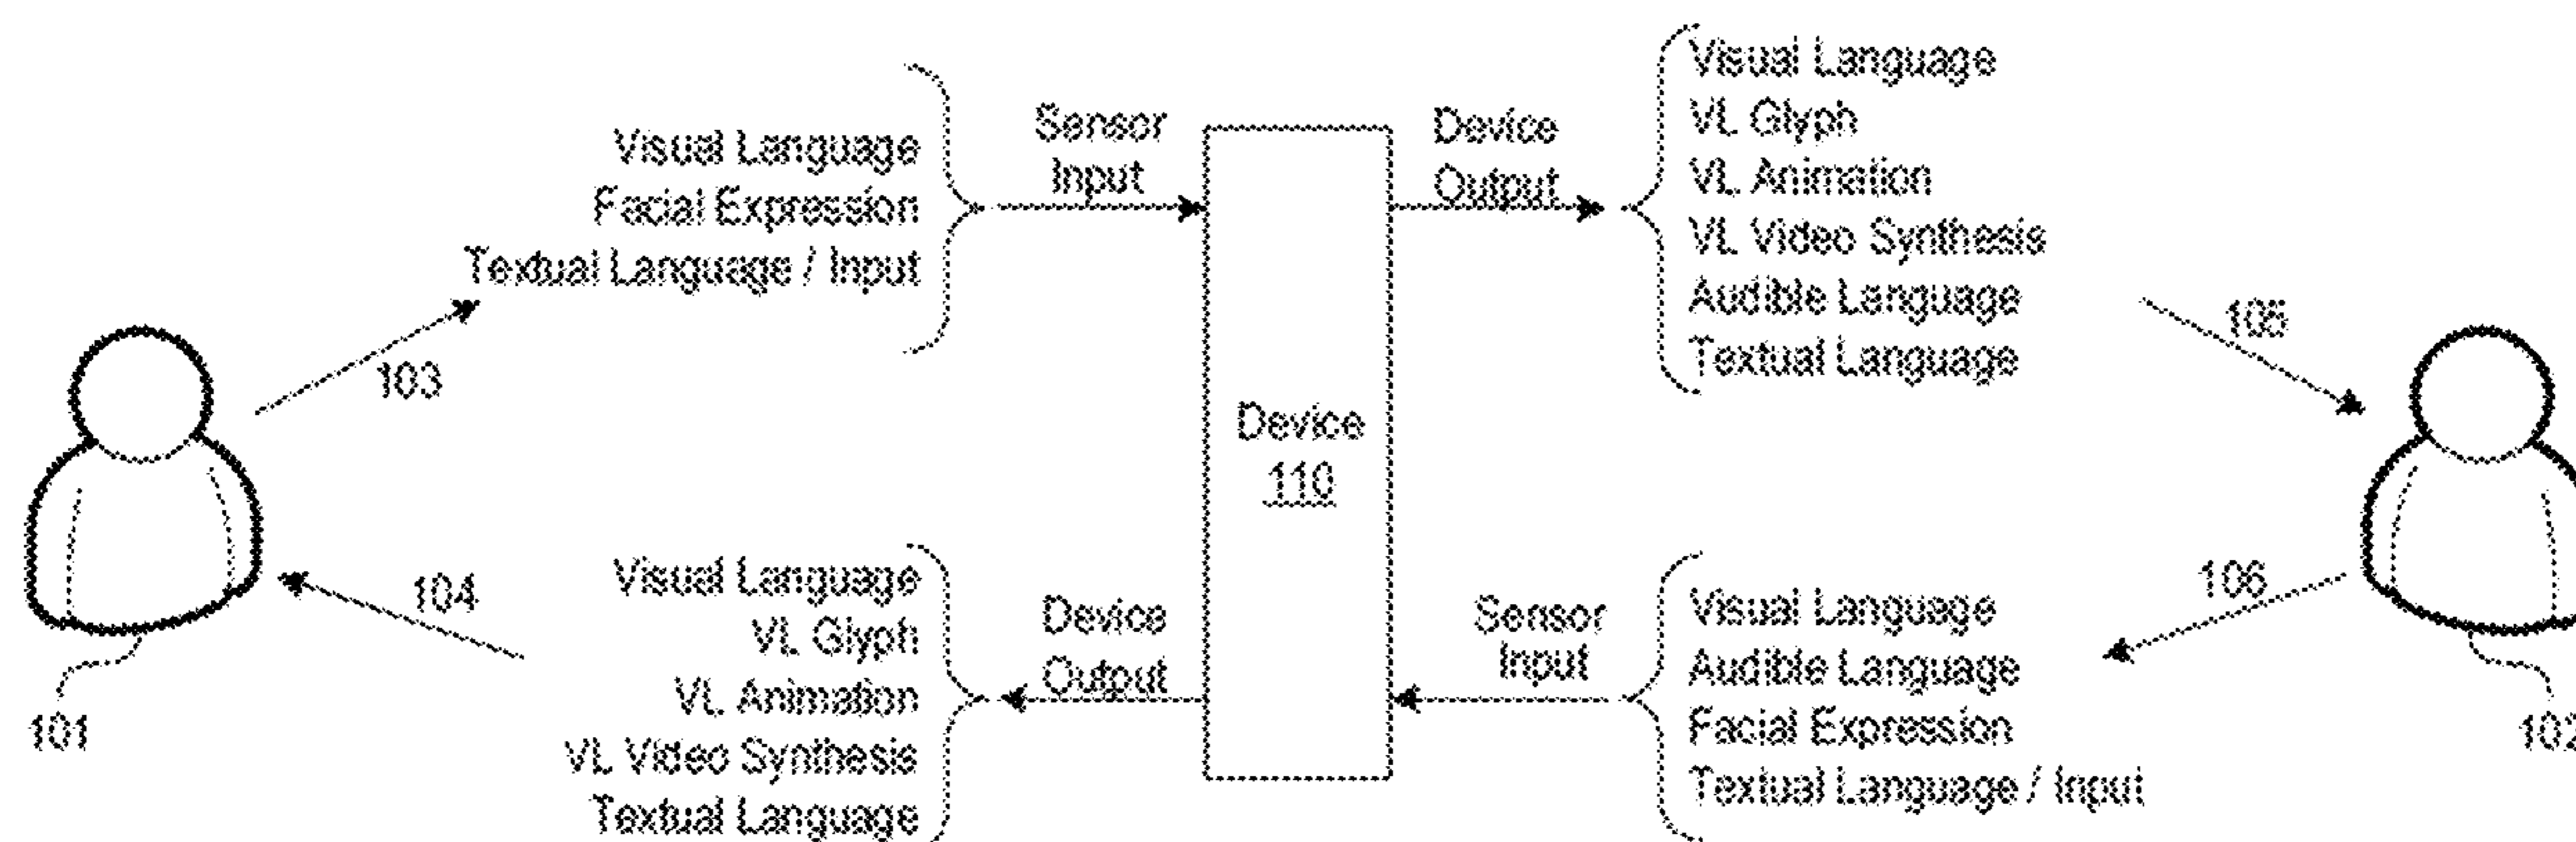 Visual Language
Facial Expression
Textual Language / Input
Sensor
Input
Device
Output
Visual Language
VL Glyph
VL Animation
VL Video Synthesis
Audible Language
Textual Language
103
105
Device
110
Visual Language
VL Glyph
VL Animation
VL Video Synthesis
Textual Language
Device
Output
Sensor
Input
Visual Language
Audible Language
Facial Expression
Textual Language / Input
104
106
101
102